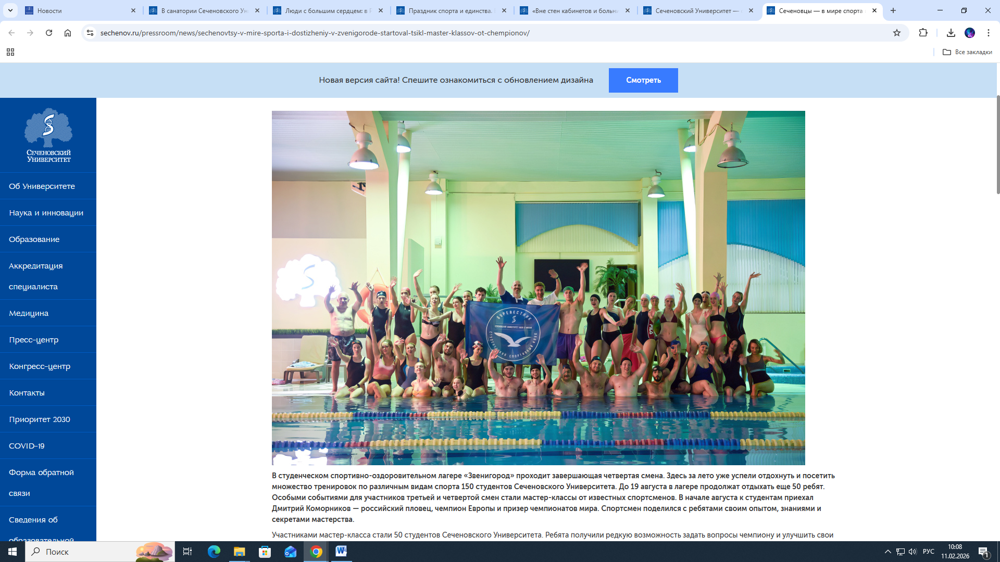 Новости
В санатории Сеченовского Ун
Люди с большим сердцем: в Р
Праздник спорта и единства.
«Вне стен кабинетов и больни
Сеченовский Университет —
Сеченовцы — в мире спорта
sechenov.ru/pressroom/news/sechenovtsy-v-mire-sporta-i-dostizheniy-v-zvenigorode-startoval-tsikl-master-klassov-ot-chempionov/
Все закладки
Новая версия сайта! Спешите ознакомиться с обновлением дизайна
Смотреть
Сеченовский
Университет
Об Университете
Наука и инновации
Образование
Аккредитация
специалиста
Медицина
Пресс-центр
Конгресс-центр
Контакты
Приоритет 2030
COVID-19
Форма обратной
связи
Сведения об
образовательной
БУРЕВЕСТНИК
СТУДЕНЧЕСКИЙ СПОРТИВНЫЙ КЛУБ
FILA
В студенческом спортивно-оздоровительном лагере «Звенигород» проходит завершающая четвертая смена. Здесь за лето уже успели отдохнуть и посетить
множество тренировок по различным видам спорта 150 студентов Сеченовского Университета. До 19 августа в лагере продолжат отдыхать еще 50 ребят.
Особыми событиями для участников третьей и четвертой смен стали мастер-классы от известных спортсменов. В начале августа к студентам приехал
Дмитрий Коморников — российский пловец, чемпион Европы и призер чемпионатов мира. Спортсмен поделился с ребятами своим опытом, знаниями и
секретами мастерства.
Участниками мастер-класса стали 50 студентов Сеченовского Университета. Ребята получили редкую возможность задать вопросы чемпиону и улучшить свои
Поиск
РУС
10:08
11.02.2026
1